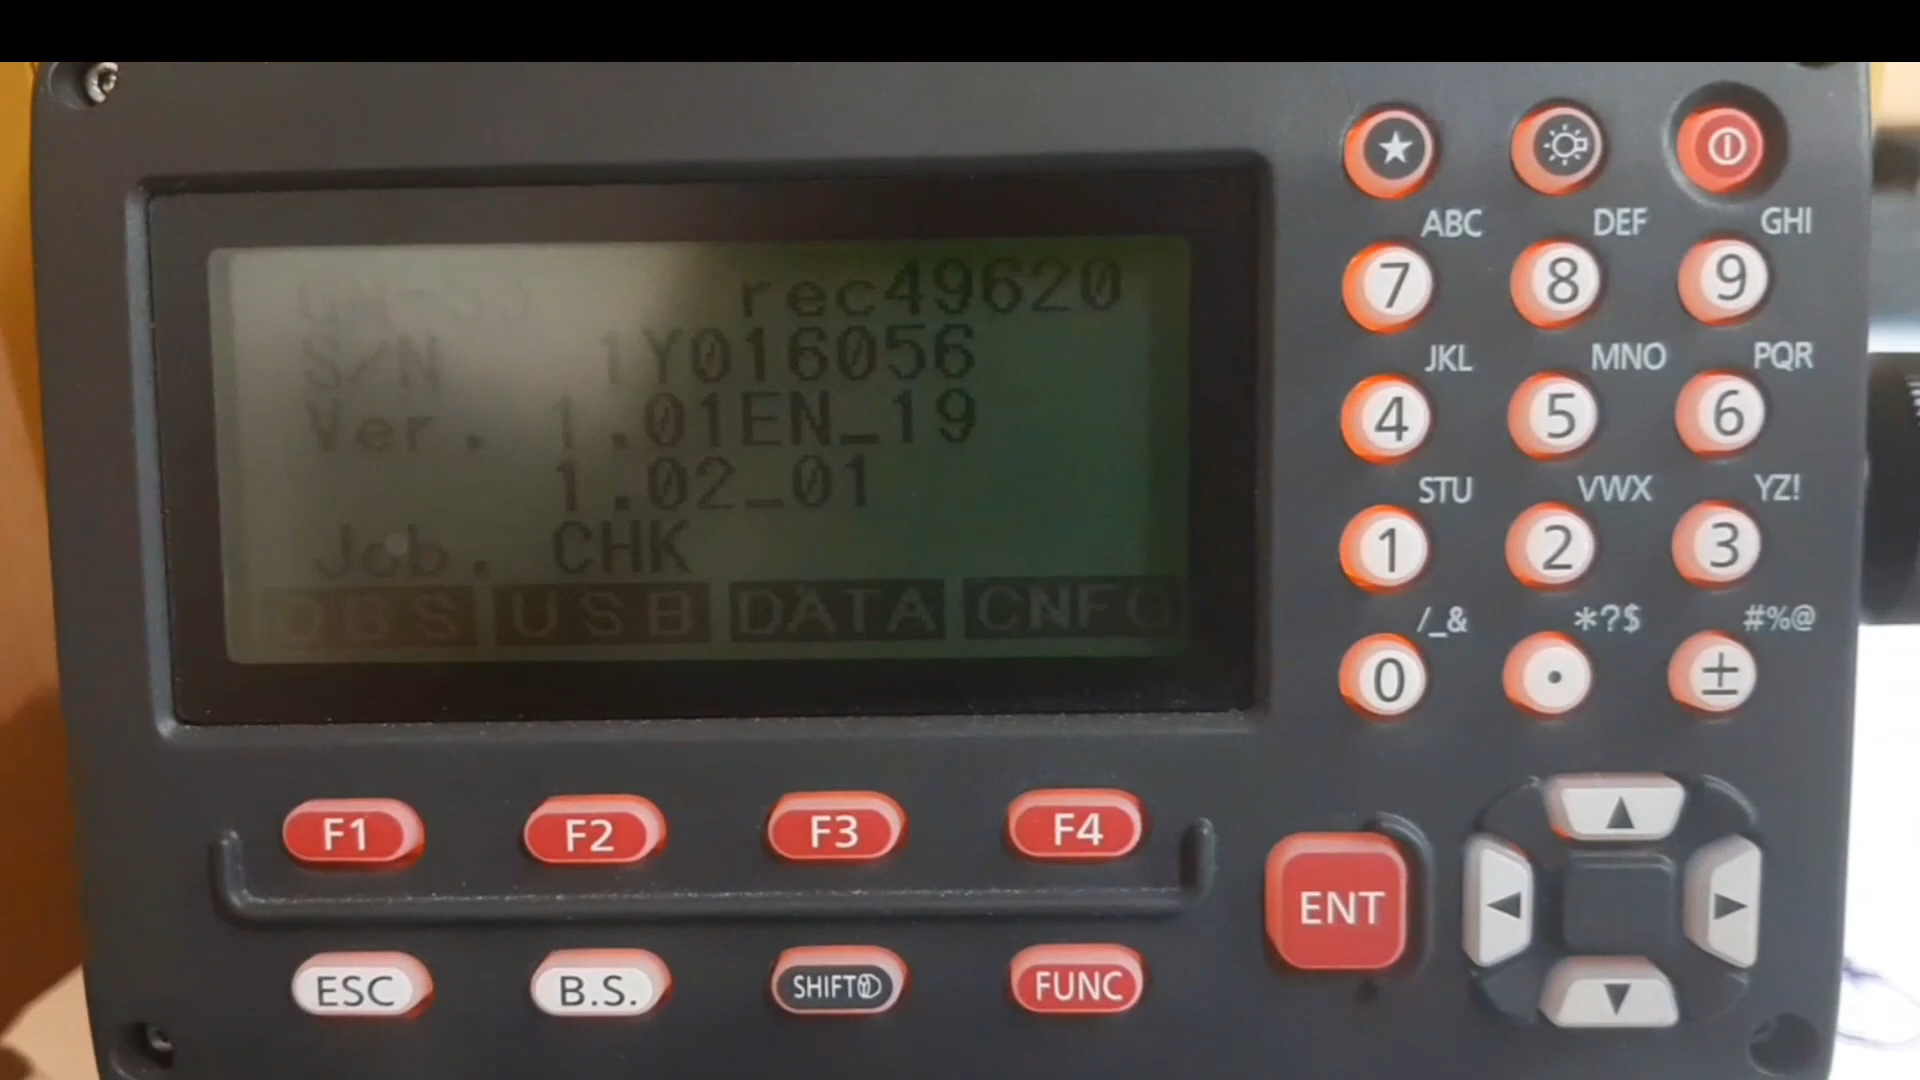 rec49620
S/N 1Y016056
Ver. 1.01EN_19
1.02_01
Job. CHK
OBS USB DATA CNFG
ABC DEF GHI
7 8 9
JKL MNO PQR
4 5 6
STU VWX YZ!
1 2 3
/_& *?$ #%@
0 • ±
F1 F2 F3 F4
ENT
ESC B.S. SHIFT FUNC